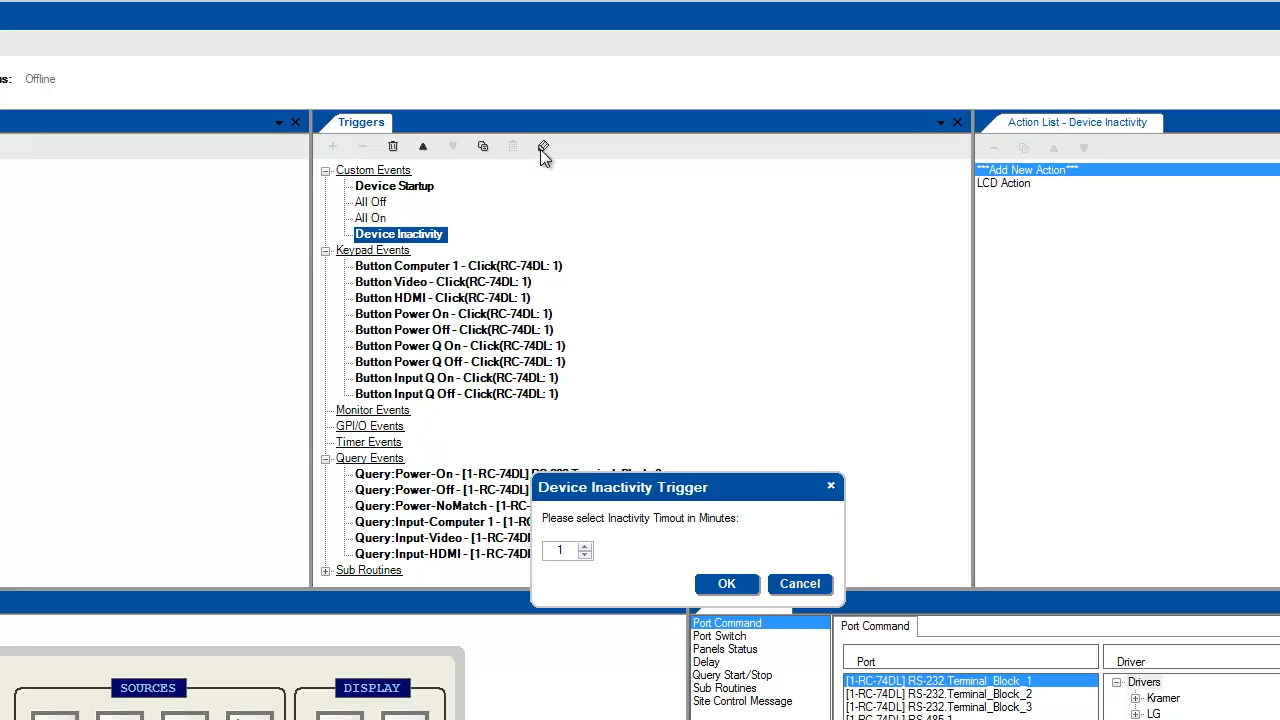 us: Offline
Triggers
Action List - Device Inactivity
Custom Events
Device Startup
All Off
All On
Device Inactivity
Keypad Events
Button Computer 1 - Click(RC-74DL: 1)
Button Video - Click(RC-74DL: 1)
Button HDMI - Click(RC-74DL: 1)
Button Power On - Click(RC-74DL: 1)
Button Power Off - Click(RC-74DL: 1)
Button Power Q On - Click(RC-74DL: 1)
Button Power Q Off - Click(RC-74DL: 1)
Button Input Q On - Click(RC-74DL: 1)
Button Input Q Off - Click(RC-74DL: 1)
Monitor Events
GPI/O Events
Timer Events
Query Events
Query:Power-On - [1-RC-74DL]
Query:Power-Off - [1-RC-74DL]
Query:Power-NoMatch - [1-RC-
Query:Input-Computer 1 - [1-RC
Query:Input-Video - [1-RC-74DL
Query:Input-HDMI - [1-RC-74DL
Sub Routines
***Add New Action***
LCD Action
Device Inactivity Trigger
Please select Inactivity Timout in Minutes:
1
OK
Cancel
Port Command
Port Switch
Panels Status
Delay
Query Start/Stop
Sub Routines
Site Control Message
Port Command
Port
[1-RC-74DL] RS-232.Terminal_Block_1
[1-RC-74DL] RS-232.Terminal_Block_2
[1-RC-74DL] RS-232.Terminal_Block_3
[1-RC-74DL] RS-485.1
Driver
Drivers
Kramer
LG
SOURCES
DISPLAY